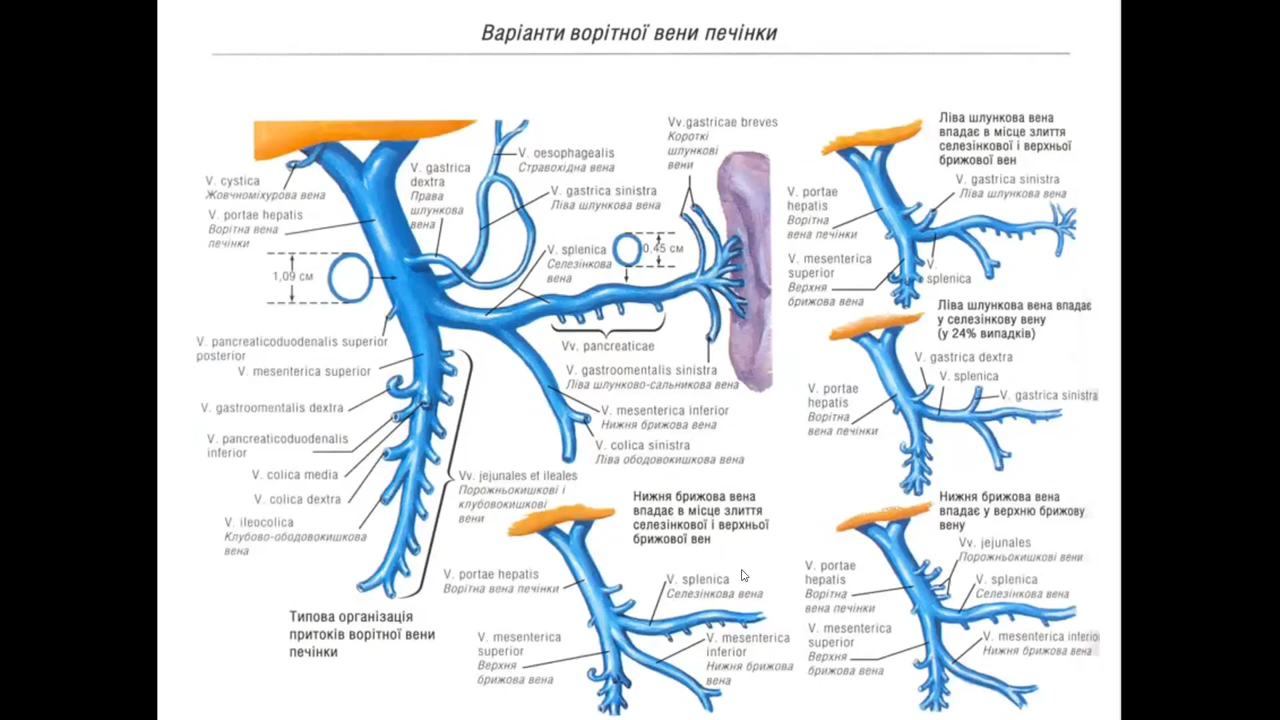 Варіанти ворітної вени печінки
V. cystica
Жовчноміхурова вена
V. portae hepatis
Ворітна вена
печінки
1,09 см
V. gastrica
dextra
Права
шлункова
вена
V. oesophagealis
Стравохідна вена
V. gastrica sinistra
Ліва шлункова вена
Vv.gastricae breves
Короткі
шлункові
вени
V. splenica
Селезінкова
вена
0,45 см
Vv. pancreaticae
V. gastroomentalis sinistra
Ліва шлунково-сальникова вена
V. mesenterica inferior
Нижня брижова вена
V. colica sinistra
Ліва ободовокишкова вена
V. pancreaticoduodenalis superior
posterior
V. mesenterica superior
V. gastroomentalis dextra
V. pancreaticoduodenalis
inferior
V. colica media
V. colica dextra
V. ileocolica
Клубово-ободовокишкова
вена
Vv. jejunales et ileales
Порожньокишкові і
клубовокишкові
вени
Типова організація
притоків ворітної вени
печінки
Ліва шлункова вена
впадає в місце злиття
селезінкової і верхньої
брижової вен
V. gastrica sinistra
Ліва шлункова вена
V. portae
hepatis
Ворітна
вена печінки
V. mesenterica
superior
Верхня
брижова вена
V.
splenica
Ліва шлункова вена впадає
у селезінкову вену
(у 24% випадків)
V. gastrica dextra
V. splenica
V. gastrica sinistra
V. portae
hepatis
Ворітна
вена печінки
Нижня брижова вена
впадає в місце злиття
селезінкової і верхньої
брижової вен
V. portae hepatis
Ворітна вена печінки
V. splenica
Селезінкова вена
V. mesenterica
superior
Верхня
брижова вена
V. mesenterica
inferior
Нижня брижова
вена
Нижня брижова вена
впадає у верхню брижову
вену
Vv. jejunales
Порожньокишкові вени
V. portae
hepatis
Ворітна
вена печінки
V. splenica
Селезінкова вена
V. mesenterica
superior
Верхня
брижова вена
V. mesenterica inferio
Нижня брижова вена